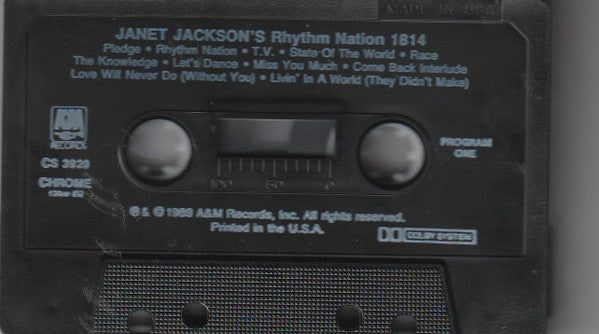 MADE IN USA
JANET JACKSON'S Rhythm Nation 1814
Pledge • Rhythm Nation • T.V. • State Of The World • Race
The Knowledge • Let's Dance • Miss You Much • Come Back Interlude
Love Will Never Do (Without You) • Livin' In A World (They Didn't Make)
A&M
RECORDS
CS 3920
CHROME
120us EQ
PROGRAM
ONE
100 50 0
℗ & © 1989 A&M Records, Inc. All rights reserved.
Printed in the U.S.A.
DOLBY SYSTEM